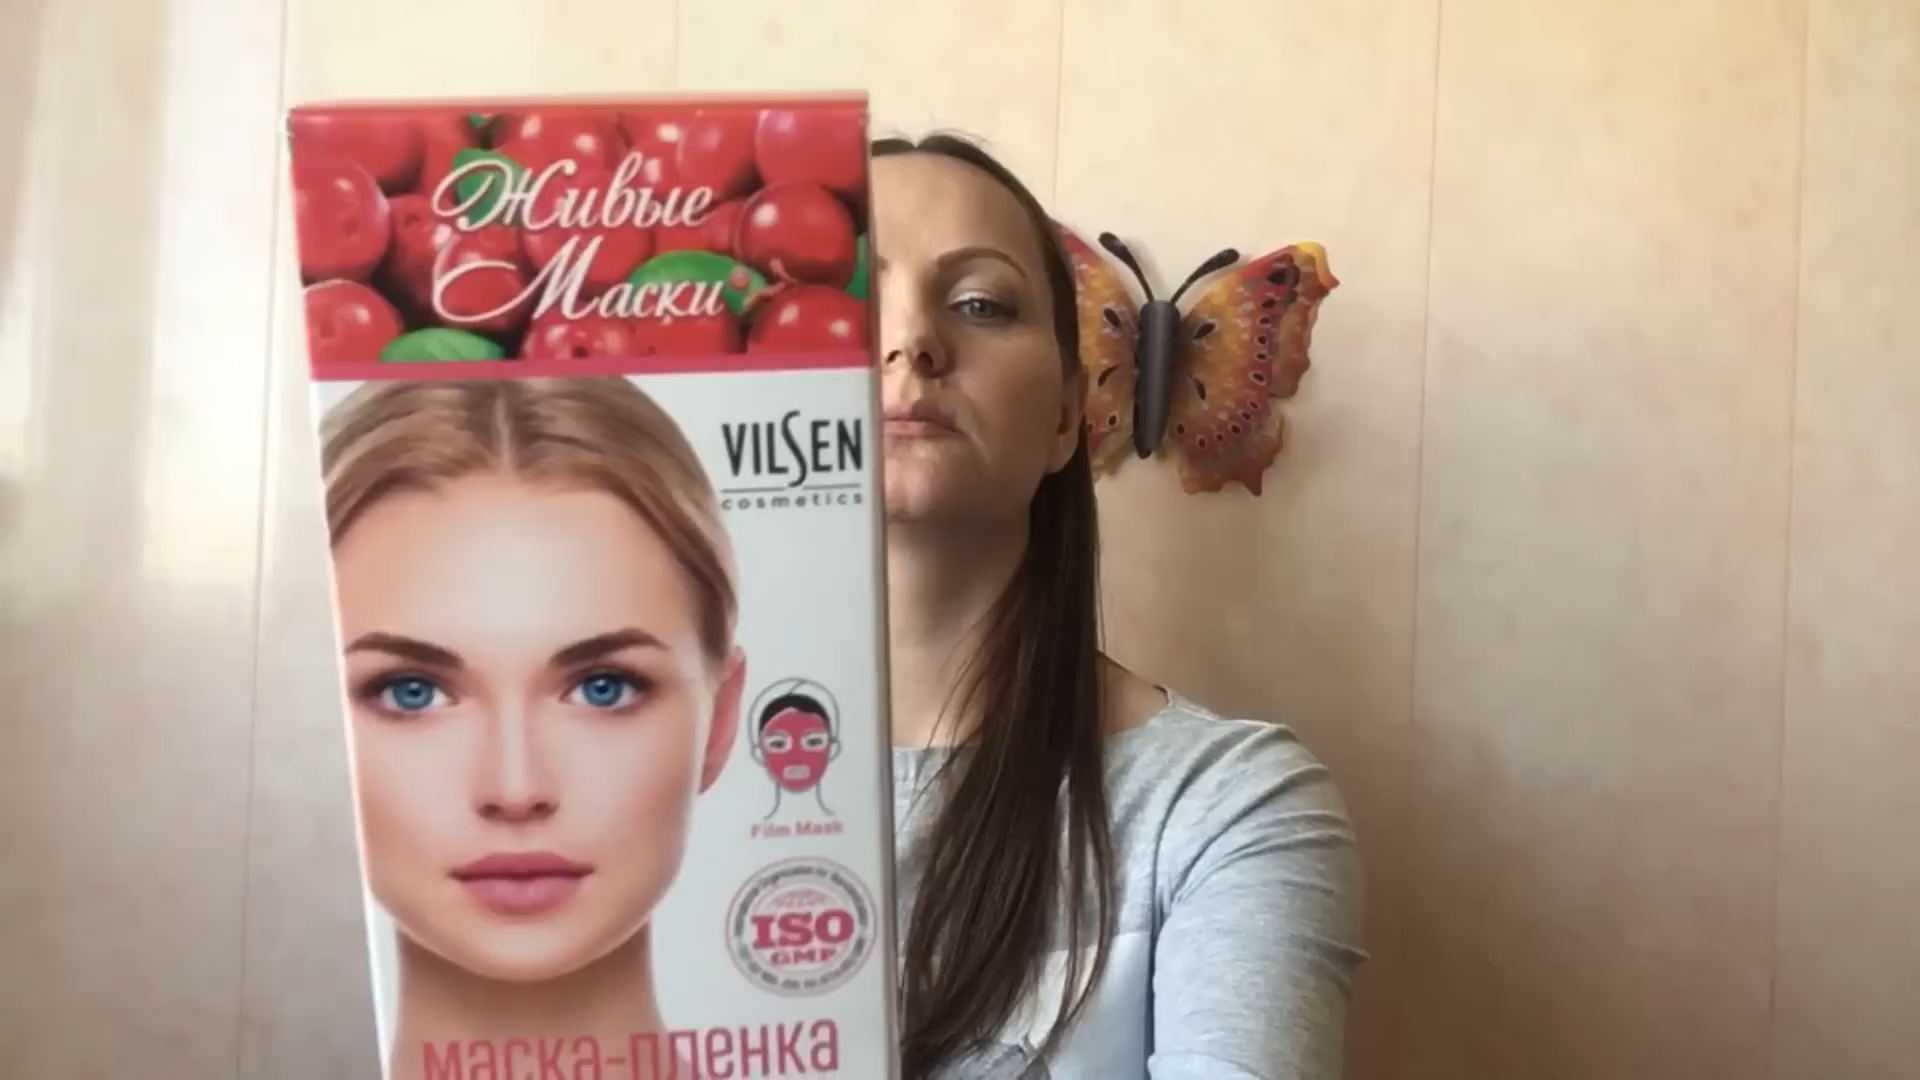 Живые
Маски
VILSEN
cosmetics
Film Mask
ISO
GMP
маска-пленка